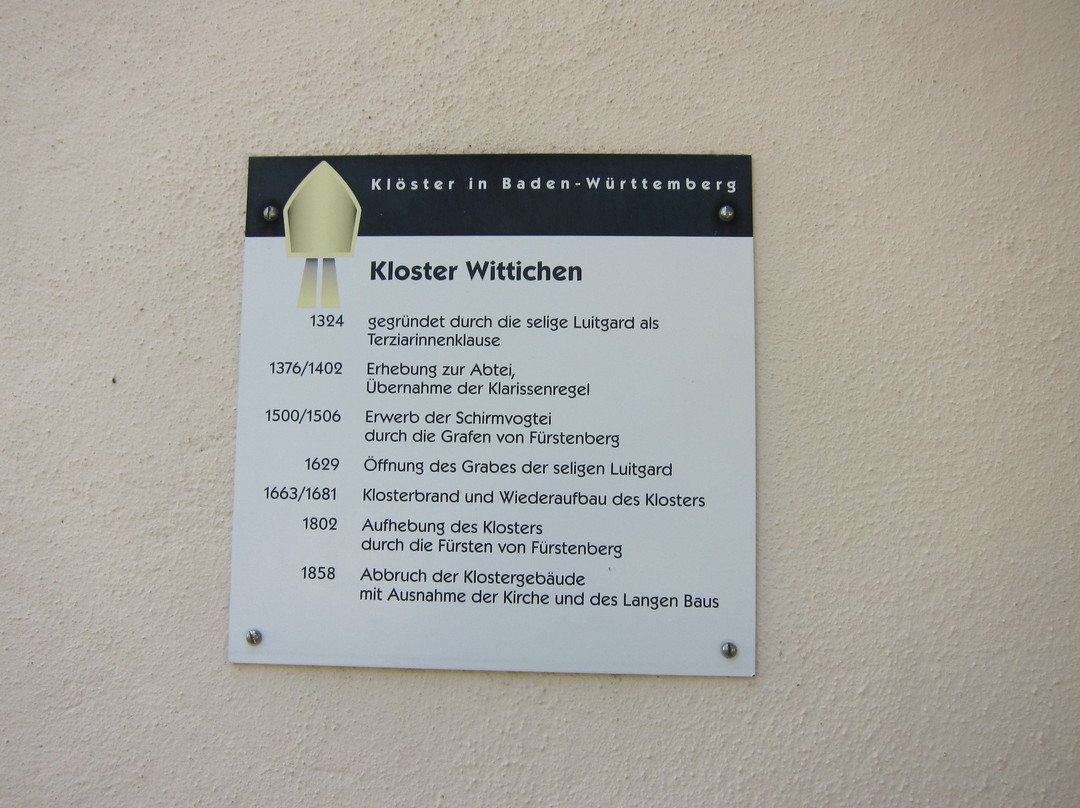 Klöster in Baden-Württemberg
Kloster Wittichen
1324 gegründet durch die selige Luitgard als
Terziarinnenklause
1376/1402 Erhebung zur Abtei,
Übernahme der Klarissenregel
1500/1506 Erwerb der Schirmvogtei
durch die Grafen von Fürstenberg
1629 Öffnung des Grabes der seligen Luitgard
1663/1681 Klosterbrand und Wiederaufbau des Klosters
1802 Aufhebung des Klosters
durch die Fürsten von Fürstenberg
1858 Abbruch der Klostergebäude
mit Ausnahme der Kirche und des Langen Baus